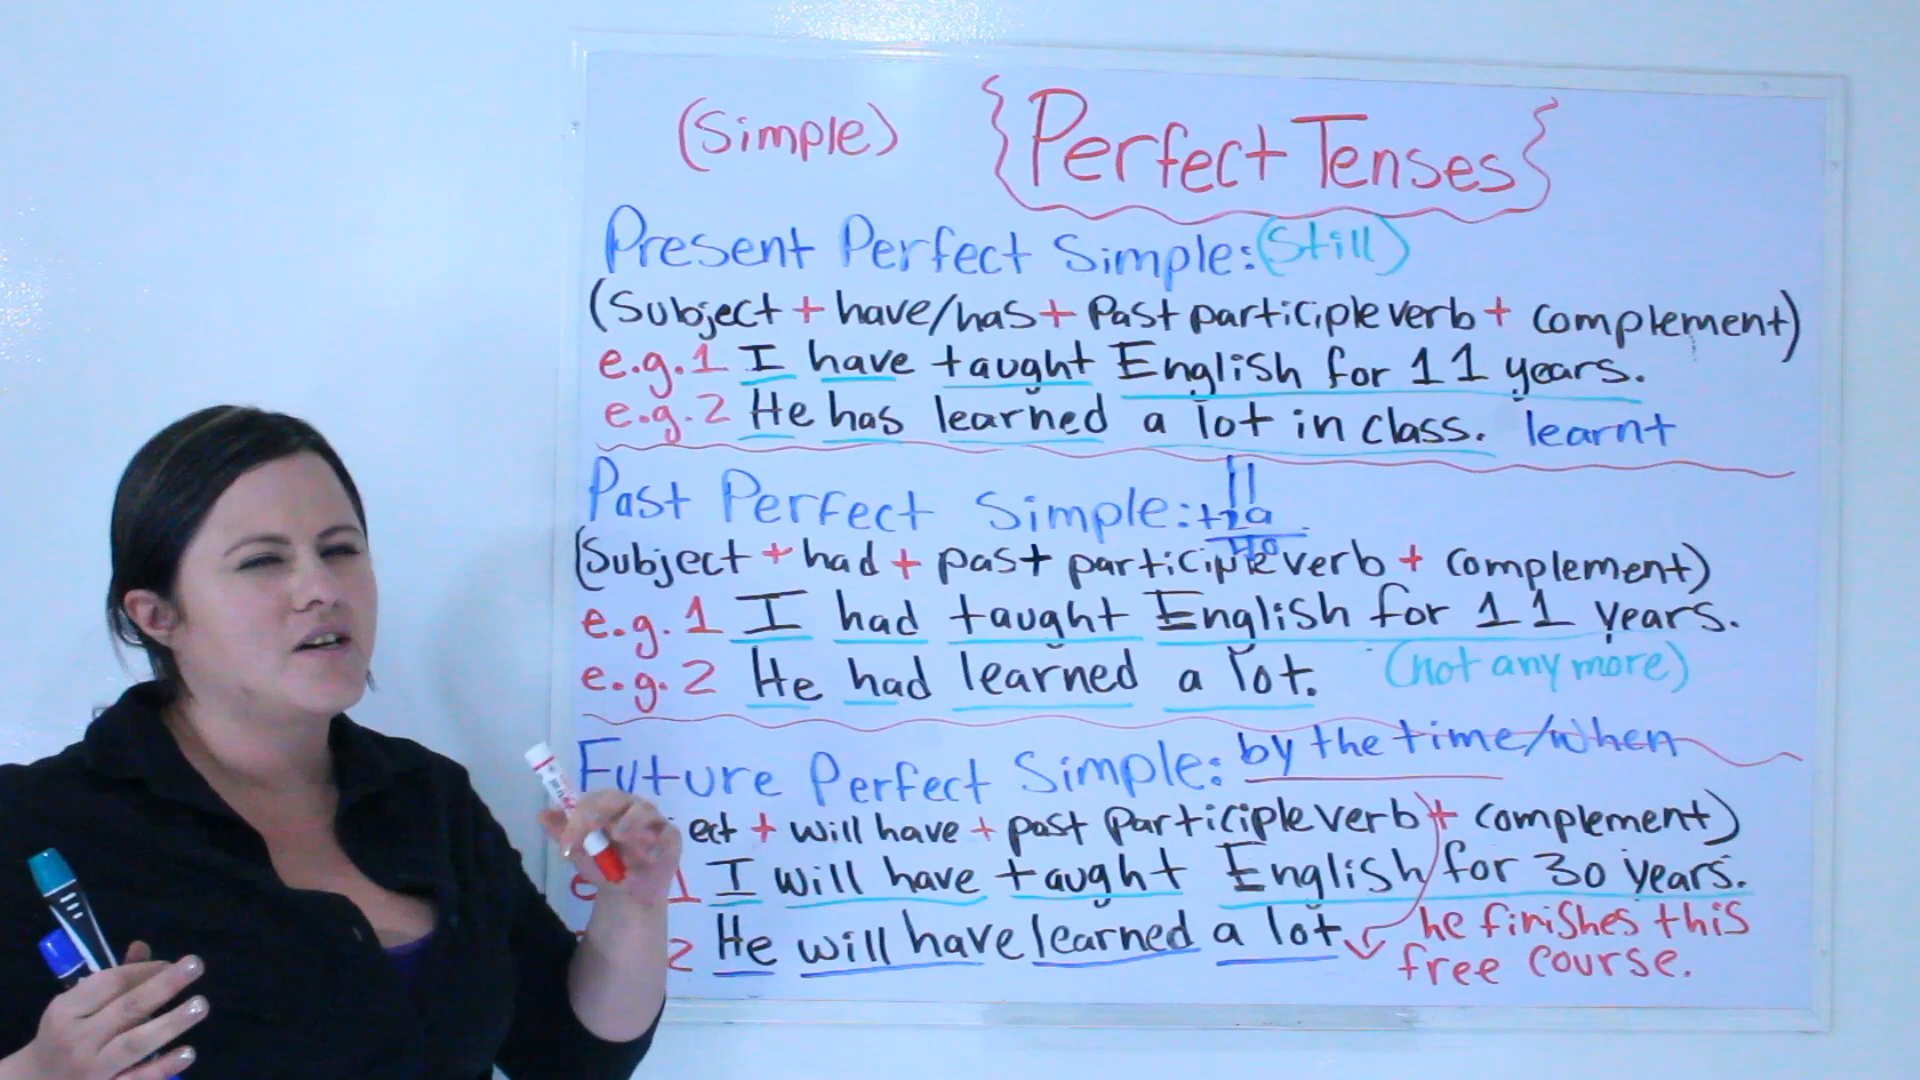 (Simple) {Perfect Tenses}
Present Perfect Simple: (Still)
(Subject + have/has + Past participle verb + complement)
e.g.1 I have taught English for 11 years.
e.g.2 He has learned a lot in class. learnt
Past Perfect Simple:
(Subject + had + past participle verb + complement)
e.g. 1 I had taught English for 11 years.
e.g. 2 He had learned a lot. (not any more)
Future Perfect Simple: by the time/when
ect + will have + past participle verb + complement)
1 I will have taught English for 30 years.
2 He will have learned a lot he finishes this
free course.